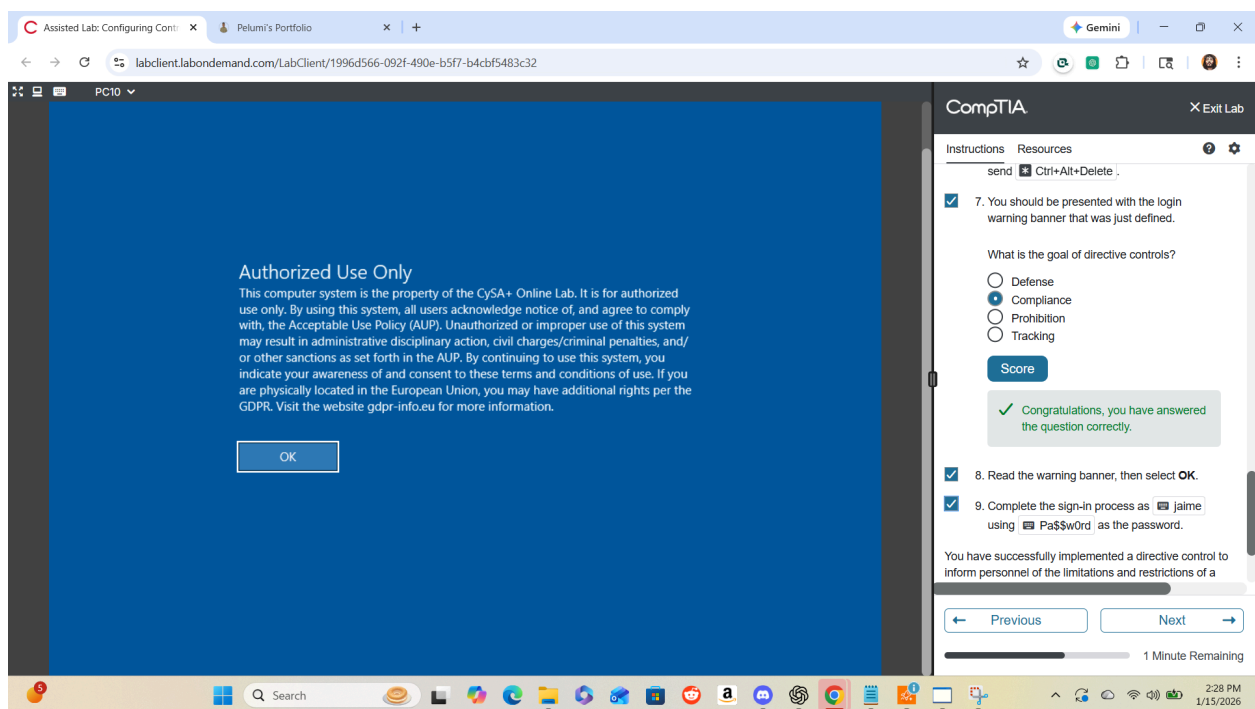 Assisted Lab: Configuring Contr
Pelumi's Portfolio
Gemini
labclient.labondemand.com/LabClient/1996d566-092f-490e-b5f7-b4cbf5483c32
PC10
CompTIA.
Exit Lab
Instructions Resources
send Ctrl+Alt+Delete .
7. You should be presented with the login
warning banner that was just defined.
What is the goal of directive controls?
Defense
Compliance
Prohibition
Tracking
Score
Congratulations, you have answered
the question correctly.
8. Read the warning banner, then select OK.
9. Complete the sign-in process as jaime
using Pa$$w0rd as the password.
You have successfully implemented a directive control to
inform personnel of the limitations and restrictions of a
Previous
Next
1 Minute Remaining
Authorized Use Only
This computer system is the property of the CySA+ Online Lab. It is for authorized
use only. By using this system, all users acknowledge notice of, and agree to comply
with, the Acceptable Use Policy (AUP). Unauthorized or improper use of this system
may result in administrative disciplinary action, civil charges/criminal penalties, and/
or other sanctions as set forth in the AUP. By continuing to use this system, you
indicate your awareness of and consent to these terms and conditions of use. If you
are physically located in the European Union, you may have additional rights per the
GDPR. Visit the website gdpr-info.eu for more information.
OK
5
Search
a
2:28 PM
1/15/2026